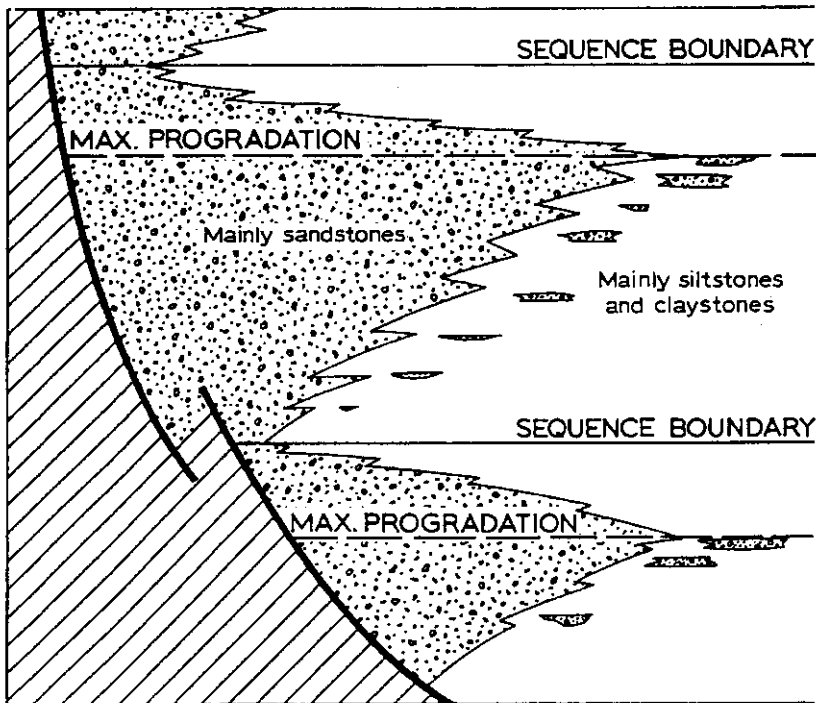 SEQUENCE BOUNDARY
MAX. PROGRADATION
Mainly sandstones
Mainly siltstones
and claystones
SEQUENCE BOUNDARY
MAX. PROGRADATION